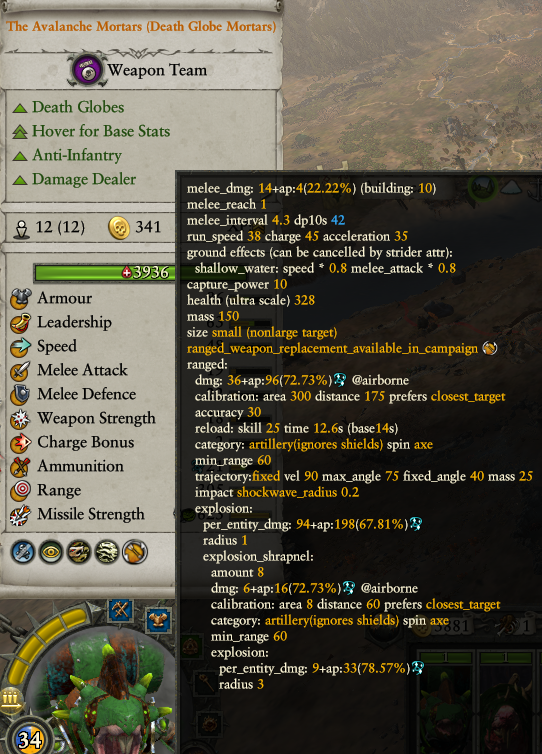 The Avalanche Mortars (Death Globe Mortars)
Weapon Team
Death Globes
Hover for Base Stats
Anti-Infantry
Damage Dealer
12 (12) 341
3936
Armour
Leadership
Speed
Melee Attack
Melee Defence
Weapon Strength
Charge Bonus
Ammunition
Range
Missile Strength
34
melee_dmg: 14+ap:4(22.22%) (building: 10)
melee_reach 1
melee_interval 4.3 dp10s 42
run_speed 38 charge 45 acceleration 35
ground effects (can be cancelled by strider attr):
shallow_water: speed * 0.8 melee_attack * 0.8
capture_power 10
health (ultra scale) 328
mass 150
size small (nonlarge target)
ranged_weapon_replacement_available_in_campaign
ranged:
dmg: 36+ap:96(72.73%) @airborne
calibration: area 300 distance 175 prefers closest_target
accuracy 30
reload: skill 25 time 12.6s (base14s)
category: artillery(ignores shields) spin axe
min_range 60
trajectory:fixed vel 90 max_angle 75 fixed_angle 40 mass 25
impact shockwave_radius 0.2
explosion:
per_entity_dmg: 94+ap:198(67.81%)
radius 1
explosion_shrapnel:
amount 8
dmg: 6+ap:16(72.73%) @airborne
calibration: area 8 distance 60 prefers closest_target
category: artillery(ignores shields) spin axe
min_range 60
explosion:
per_entity_dmg: 9+ap:33(78.57%)
radius 3